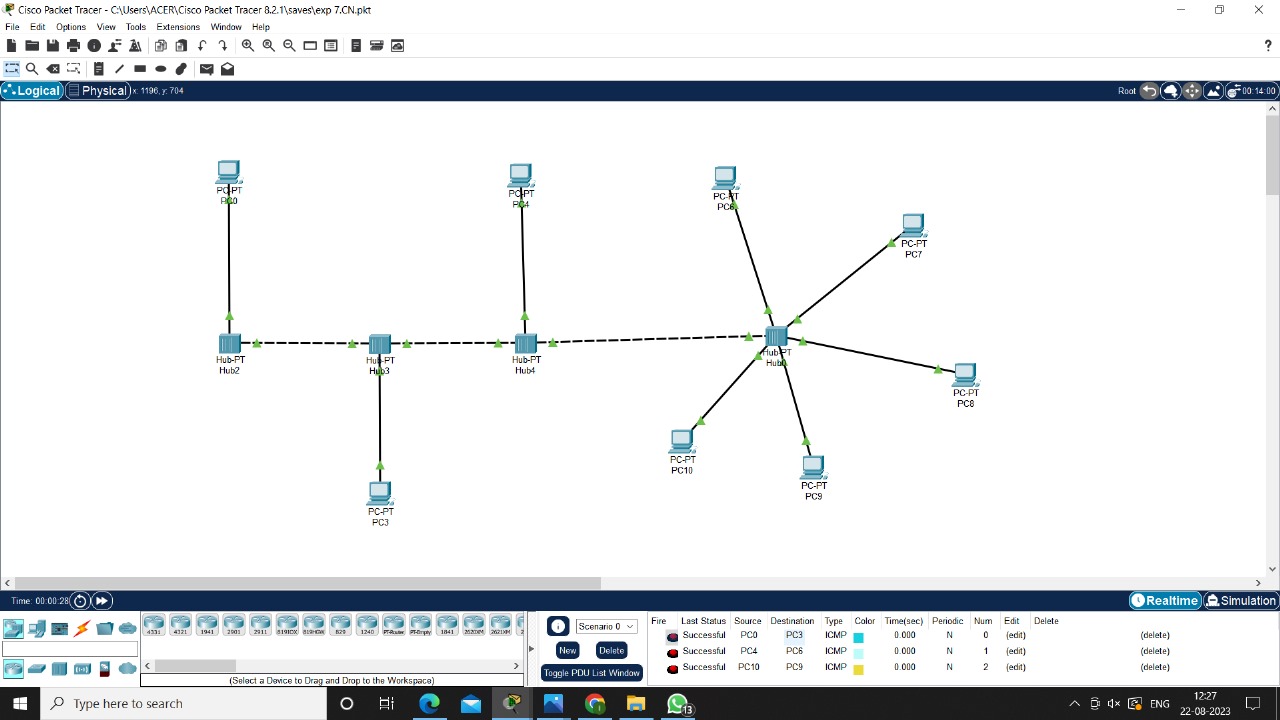 Cisco Packet Tracer - C:\Users\ACER\Cisco Packet Tracer 8.2.1\saves\exp 7.CN.pkt
File Edit Options View Tools Extensions Window Help
?
Logical Physical x: 1196, y: 704 Root 00:14:00
PC-PT
PC0
PC-PT
PC4
PC-PT
PC-PT
PC7
Hub-PT
Hub2
Hub-PT
Hub3
Hub-PT
Hub4
Hub-PT
PC-PT
PC8
PC-PT
PC10
PC-PT
PC9
PC-PT
PC3
Time: 00:00:28 Realtime Simulation
4331 4321 1941 2901 2911 819IOX 819HGW 829 1240 PT-Router PT-Empty 1841 2620XM 2621XM
(Select a Device to Drag and Drop to the Workspace)
Scenario 0
New Delete
Toggle PDU List Window
Fire Last Status Source Destination Type Color Time(sec) Periodic Num Edit Delete
Successful PC0 PC3 ICMP 0.000 N 0 (edit) (delete)
Successful PC4 PC6 ICMP 0.000 N 1 (edit) (delete)
Successful PC10 PC8 ICMP 0.000 N (edit) (delete)
Type here to search
13
ENG
12:27
22-08-2023